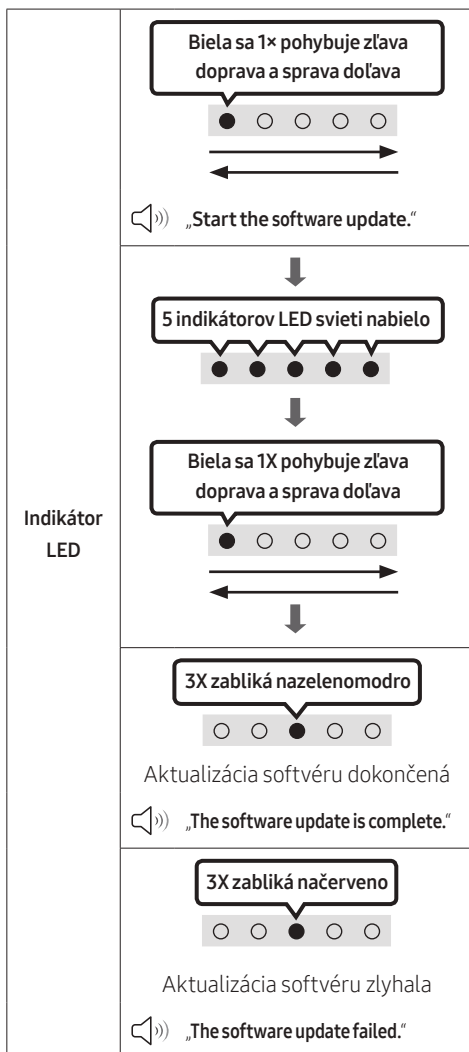 Indikátor
LED
Biela sa 1× pohybuje zľava
doprava a sprava doľava
„Start the software update.“
5 indikátorov LED svieti nabielo
Biela sa 1X pohybuje zľava
doprava a sprava doľava
3X zabliká nazelenomodro
Aktualizácia softvéru dokončená
„The software update is complete.“
3X zabliká načerveno
Aktualizácia softvéru zlyhala
„The software update failed.“